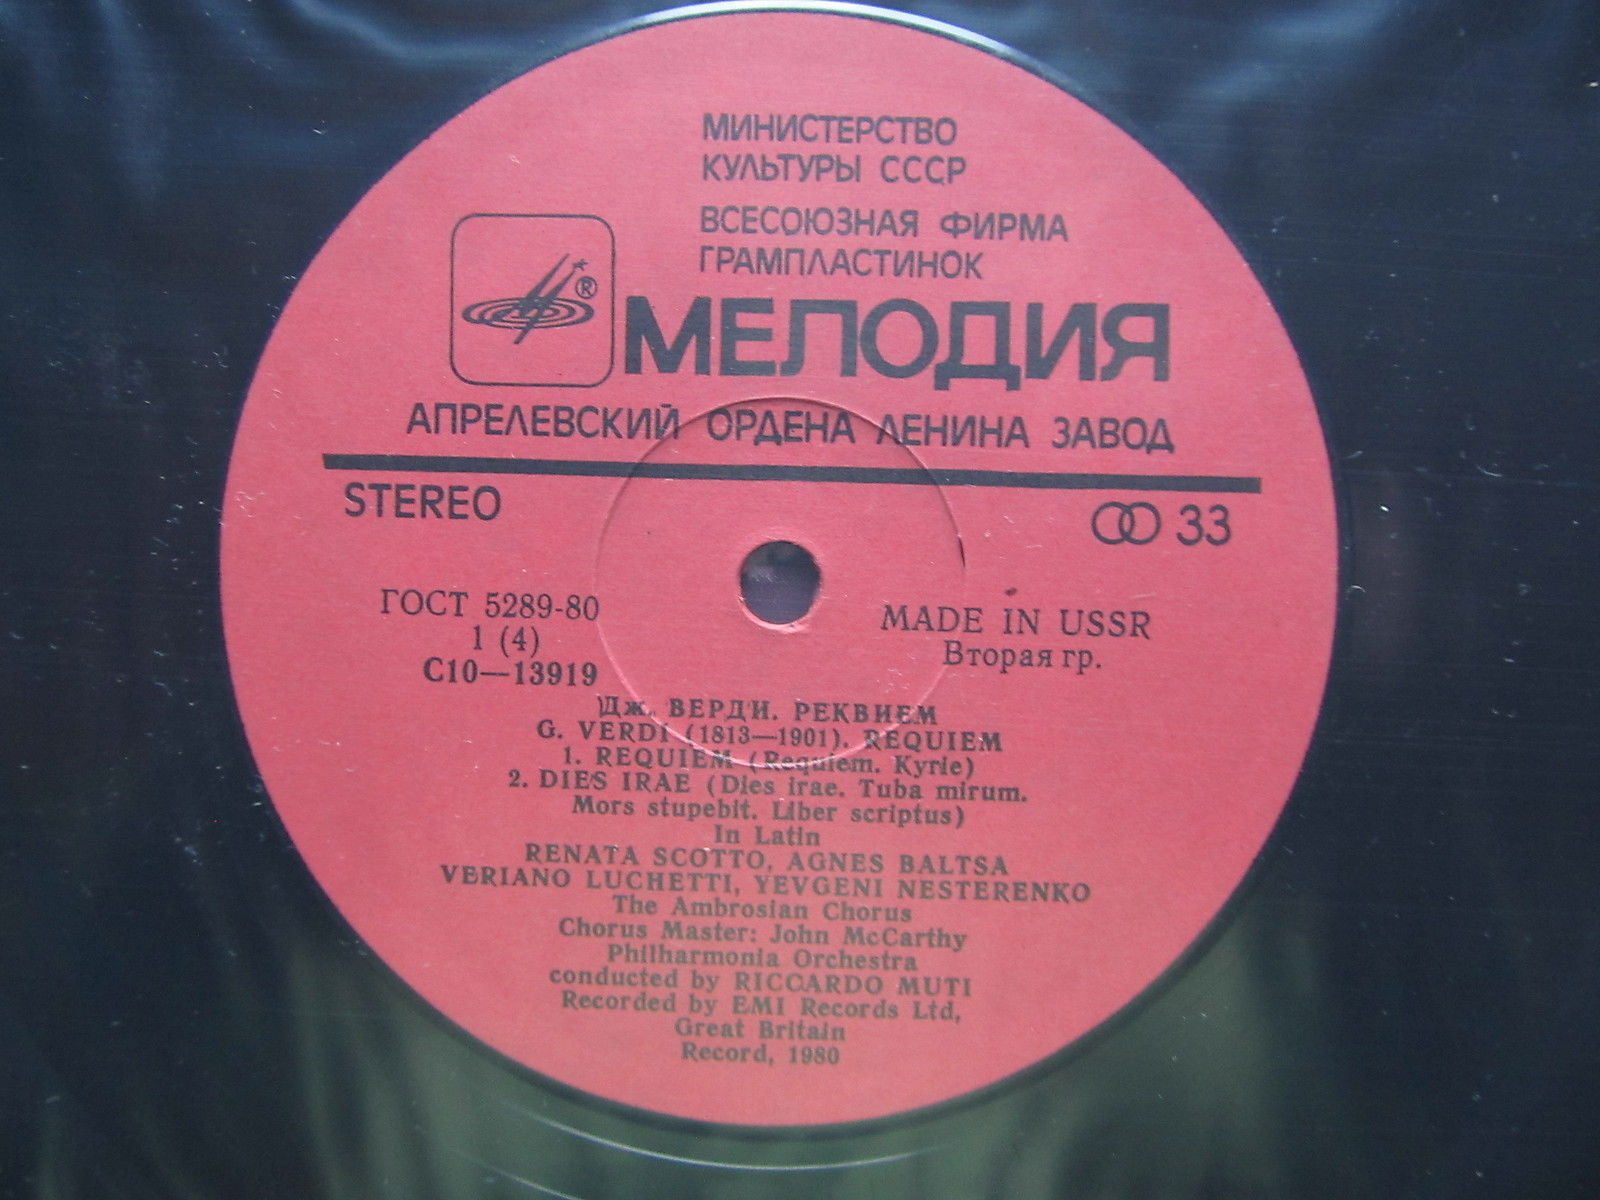 МИНИСТЕРСТВО
КУЛЬТУРЫ СССР
ВСЕСОЮЗНАЯ ФИРМА
ГРАМПЛАСТИНОК
®
МЕЛОДИЯ
АПРЕЛЕВСКИЙ ОРДЕНА ЛЕНИНА ЗАВОД
STEREO
33
ГОСТ 5289-80
1 (4)
С10—13919
MADE IN USSR
Вторая гр.
Дж. ВЕРДИ. РЕКВИЕМ
G. VERDI (1813—1901). REQUIEM
1. REQUIEM (Requiem. Kyrie)
2. DIES IRAE (Dies irae. Tuba mirum.
Mors stupebit. Liber scriptus)
In Latin
RENATA SCOTTO, AGNES BALTSA
VERIANO LUCHETTI, YEVGENI NESTERENKO
The Ambrosian Chorus
Chorus Master: John McCarthy
Philharmonia Orchestra
conducted by RICCARDO MUTI
Recorded by EMI Records Ltd,
Great Britain
Record, 1980